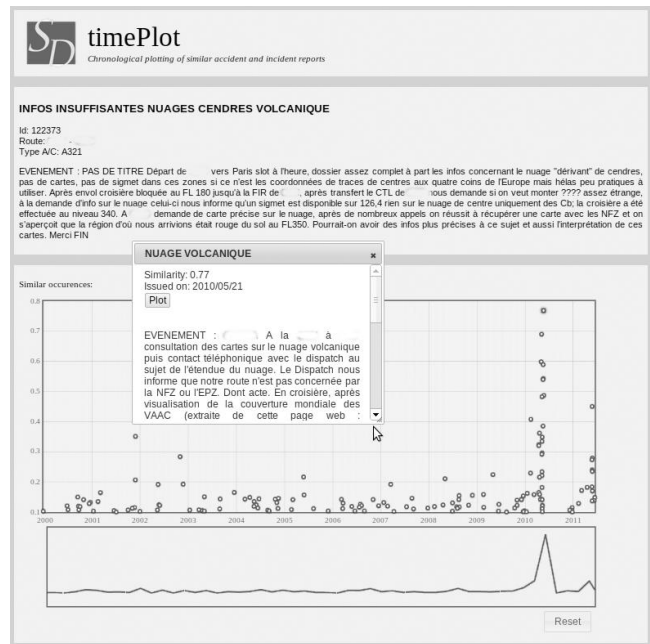 SD
timePlot
Chronological plotting of similar accident and incident reports
INFOS INSUFFISANTES NUAGES CENDRES VOLCANIQUE
Id: 122373
Route:
Type A/C: A321
EVENEMENT : PAS DE TITRE Départ de vers Paris slot à l'heure, dossier assez complet à part les infos concernant le nuage "dérivant" de cendres,
pas de cartes, pas de sigmet dans ces zones si ce n'est les coordonnées de traces de centres aux quatre coins de l'Europe mais hélas peu pratiques à
utiliser. Après envol croisière bloquée au FL 180 jusqu'à la FIR de , après transfert le CTL de nous demande si on veut monter ???? assez étrange,
à la demande d'info sur le nuage celui-ci nous informe qu'un sigmet est disponible sur 126,4 rien sur le nuage de centre uniquement des Cb; la croisière a été
effectuée au niveau 340. A demande de carte précise sur le nuage, après de nombreux appels on réussit à récupérer une carte avec les NFZ et on
s'aperçoit que la région d'où nous arrivons était rouge du sol au FL350. Pourrait-on avoir des infos plus précises à ce sujet et aussi l'interprétation de ces
cartes. Merci FIN
NUAGE VOLCANIQUE
Similarity: 0.77
Issued on: 2010/05/21
Plot
EVENEMENT : A la à
consultation des cartes sur le nuage volcanique
puis contact téléphonique avec le dispatch au
sujet de l'étendue du nuage. Le Dispatch nous
informe que notre route n'est pas concernée par
la NFZ ou l'EPZ. Dont acte. En croisière, après
visualisation de la couverture mondiale des
VAAC (extraite de cette page web :
Similar occurences:
0.8
0.7
0.6
0.5
0.4
0.3
0.2
0.1
2000 2001 2002 2003 2004 2005 2006 2007 2008 2009 2010 2011
Reset